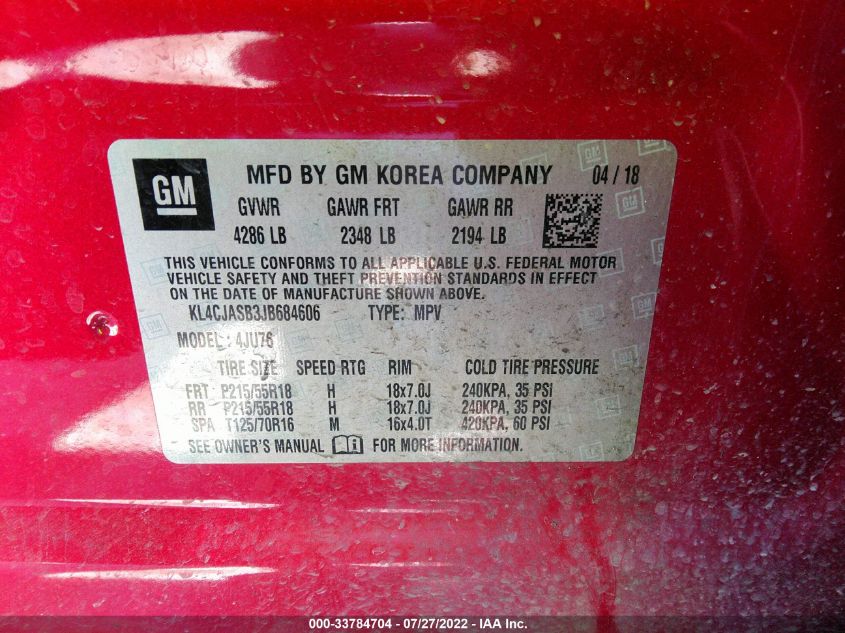 GM
MFD BY GM KOREA COMPANY 04 / 18
GVWR GAWR FRT GAWR RR
4286 LB 2348 LB 2194 LB
THIS VEHICLE CONFORMS TO ALL APPLICABLE U.S. FEDERAL MOTOR
VEHICLE SAFETY AND THEFT PREVENTION STANDARDS IN EFFECT
ON THE DATE OF MANUFACTURE SHOWN ABOVE.
KL4CJASB3JB684606 TYPE: MPV
MODEL : 4JU76
TIRE SIZE SPEED RTG RIM COLD TIRE PRESSURE
FRT P215/55R18 H 18x7.0J 240KPA, 35 PSI
RR P215/55R18 H 18x7.0J 240KPA, 35 PSI
SPA T125/70R16 M 16x4.0T 420KPA, 60 PSI
SEE OWNER'S MANUAL FOR MORE INFORMATION.
000-33784704 - 07/27/2022 - IAA Inc.